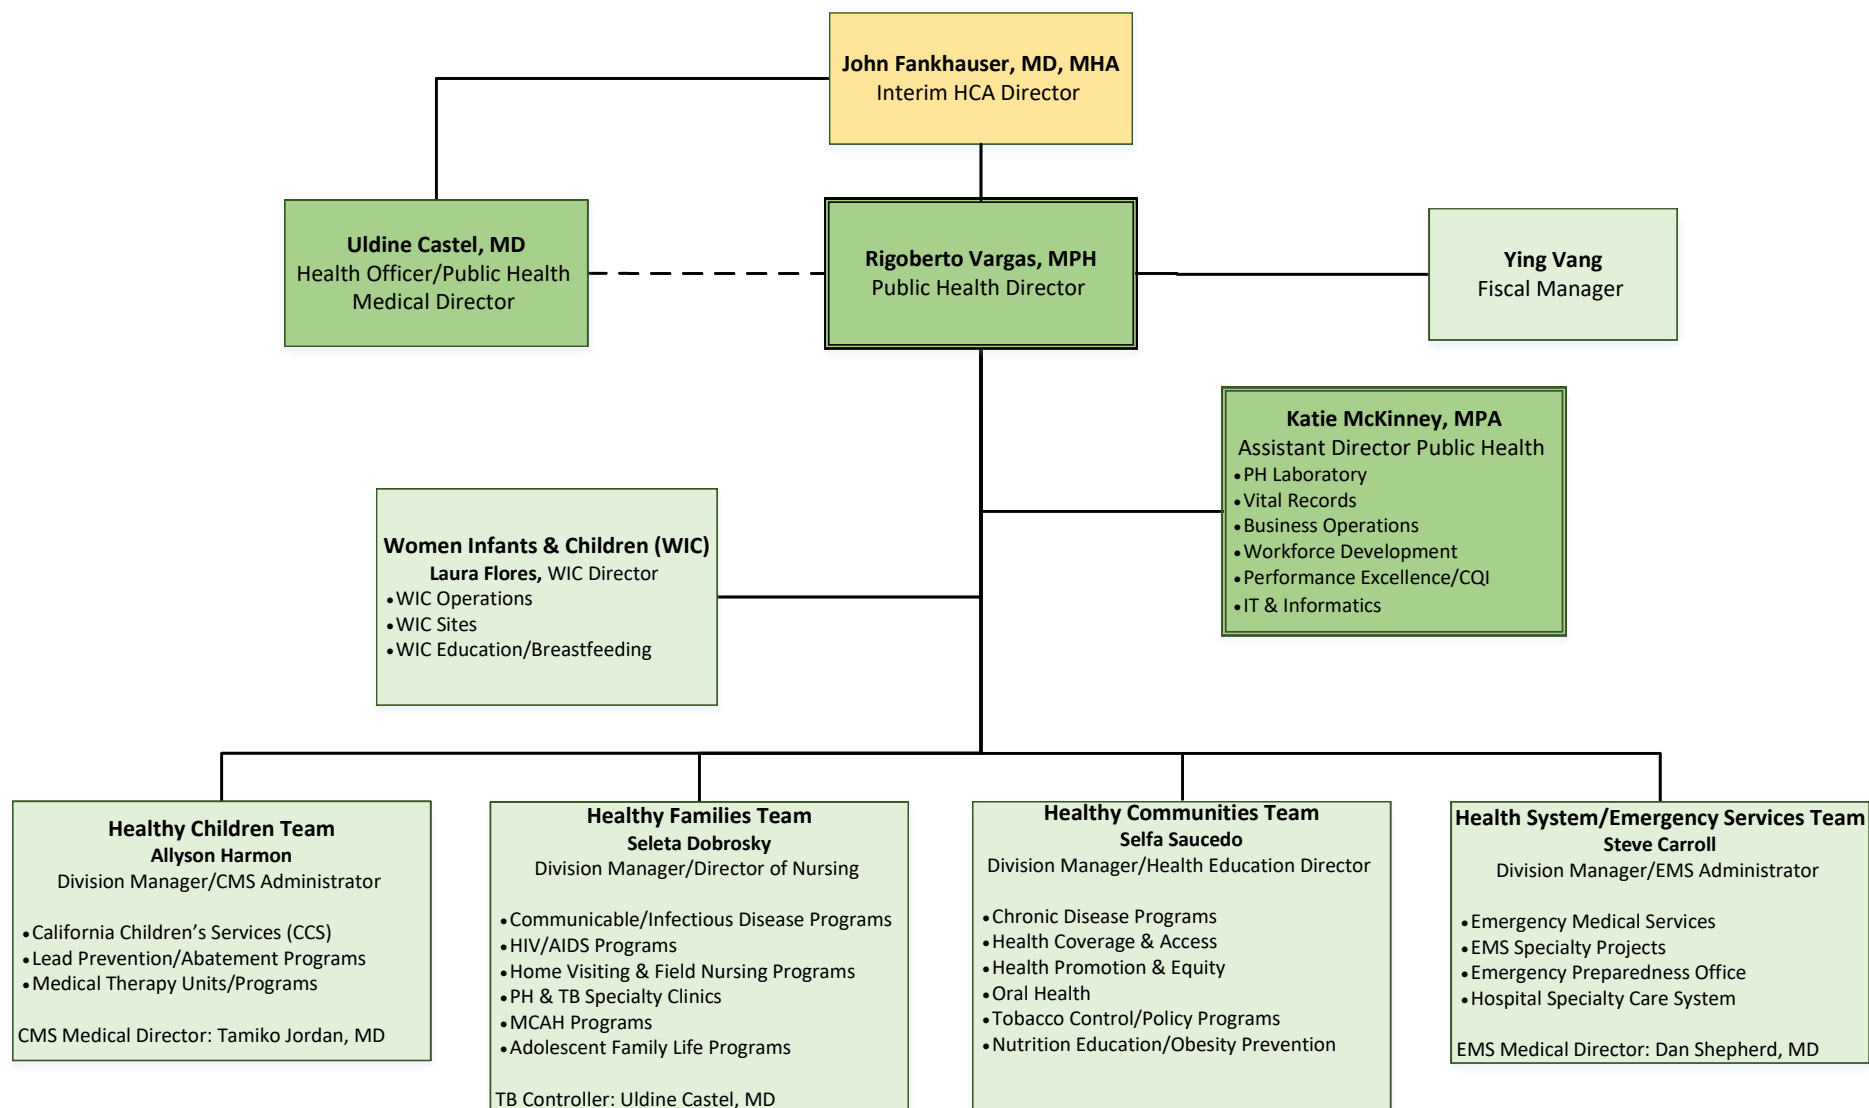 John Fankhauser, MD, MHA
Interim HCA Director
Uldine Castel, MD
Health Officer/Public Health
Medical Director
Rigoberto Vargas, MPH
Public Health Director
Ying Vang
Fiscal Manager
Katie McKinney, MPA
Assistant Director Public Health
•PH Laboratory
•Vital Records
•Business Operations
•Workforce Development
•Performance Excellence/CQI
•IT & Informatics
Women Infants & Children (WIC)
Laura Flores, WIC Director
•WIC Operations
•WIC Sites
•WIC Education/Breastfeeding
Healthy Children Team
Allyson Harmon
Division Manager/CMS Administrator
•California Children’s Services (CCS)
•Lead Prevention/Abatement Programs
•Medical Therapy Units/Programs
CMS Medical Director: Tamiko Jordan, MD
Healthy Families Team
Seleta Dobrosky
Division Manager/Director of Nursing
•Communicable/Infectious Disease Programs
•HIV/AIDS Programs
•Home Visiting & Field Nursing Programs
•PH & TB Specialty Clinics
•MCAH Programs
•Adolescent Family Life Programs
TB Controller: Uldine Castel, MD
Healthy Communities Team
Selfa Saucedo
Division Manager/Health Education Director
•Chronic Disease Programs
•Health Coverage & Access
•Health Promotion & Equity
•Oral Health
•Tobacco Control/Policy Programs
•Nutrition Education/Obesity Prevention
Health System/Emergency Services Team
Steve Carroll
Division Manager/EMS Administrator
•Emergency Medical Services
•EMS Specialty Projects
•Emergency Preparedness Office
•Hospital Specialty Care System
EMS Medical Director: Dan Shepherd, MD